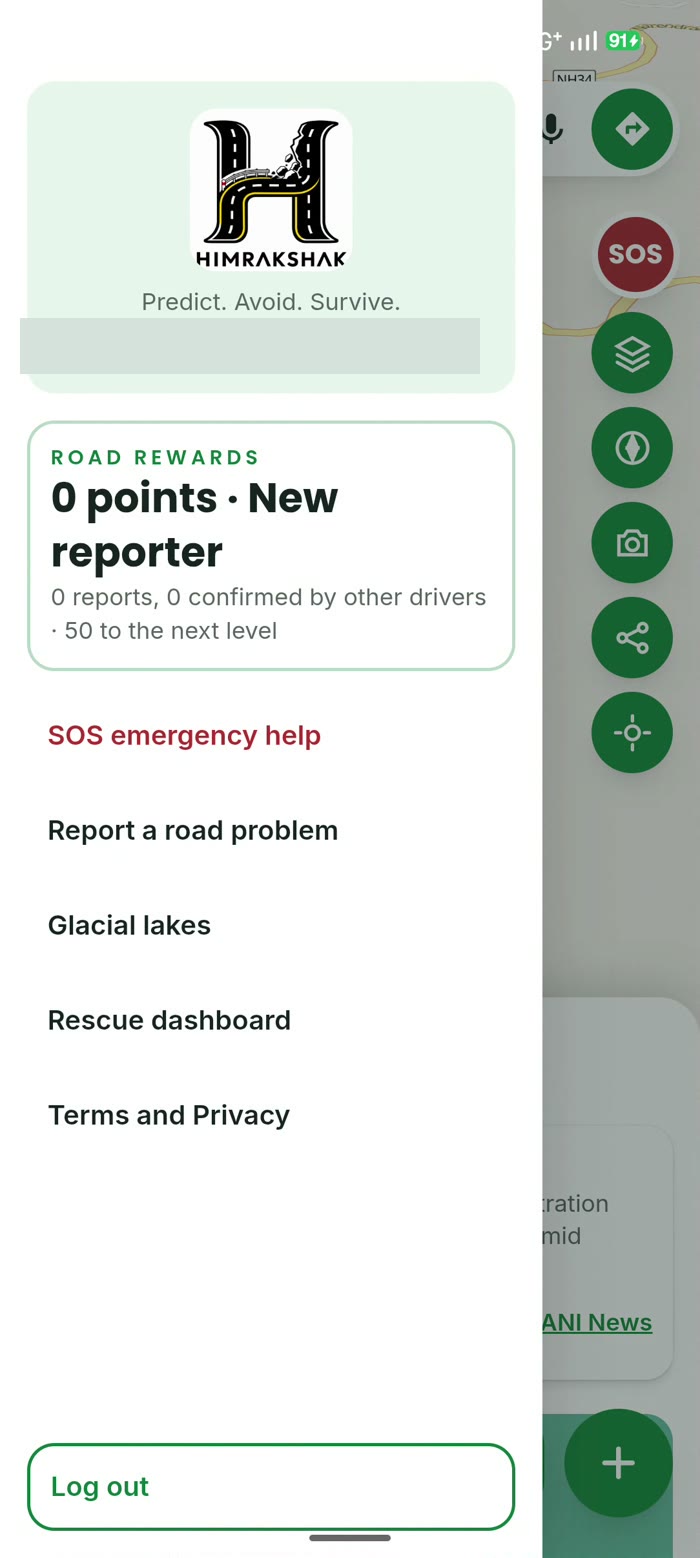 G+
91
NH34
HIMRAKSHAK
Predict. Avoid. Survive.
SOS
ROAD REWARDS
0 points · New
reporter
0 reports, 0 confirmed by other drivers
· 50 to the next level
SOS emergency help
Report a road problem
Glacial lakes
Rescue dashboard
Terms and Privacy
tration
mid
ANI News
Log out